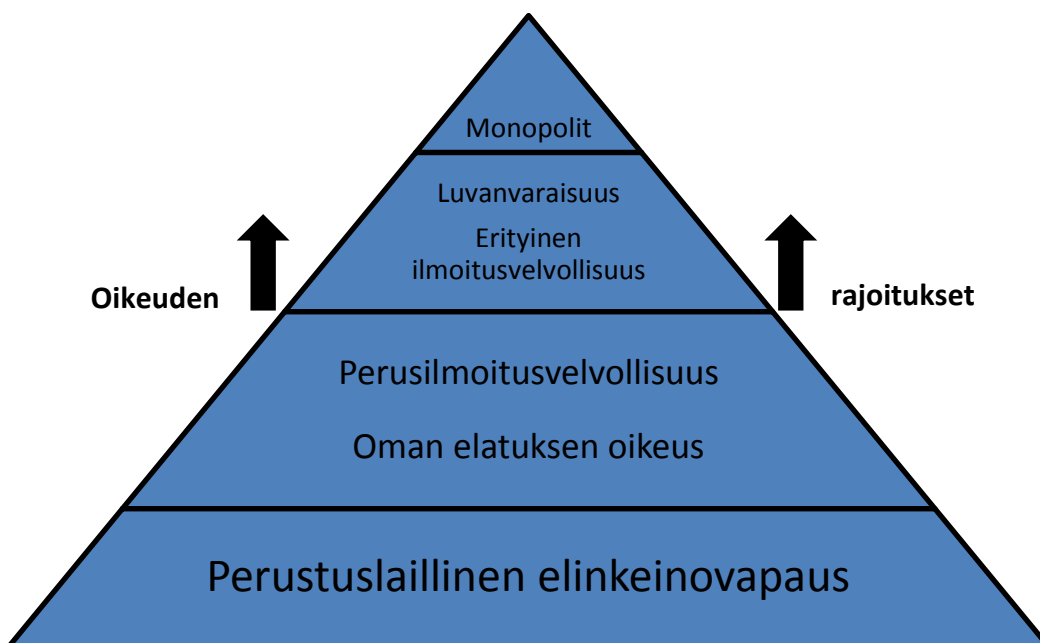 Monopolit
Luvanvaraisuus
Erityinen
ilmoitusvelvollisuus
Oikeuden
rajoitukset
Perusilmoitusvelvollisuus
Oman elatuksen oikeus
Perustuslaillinen elinkeinovapaus